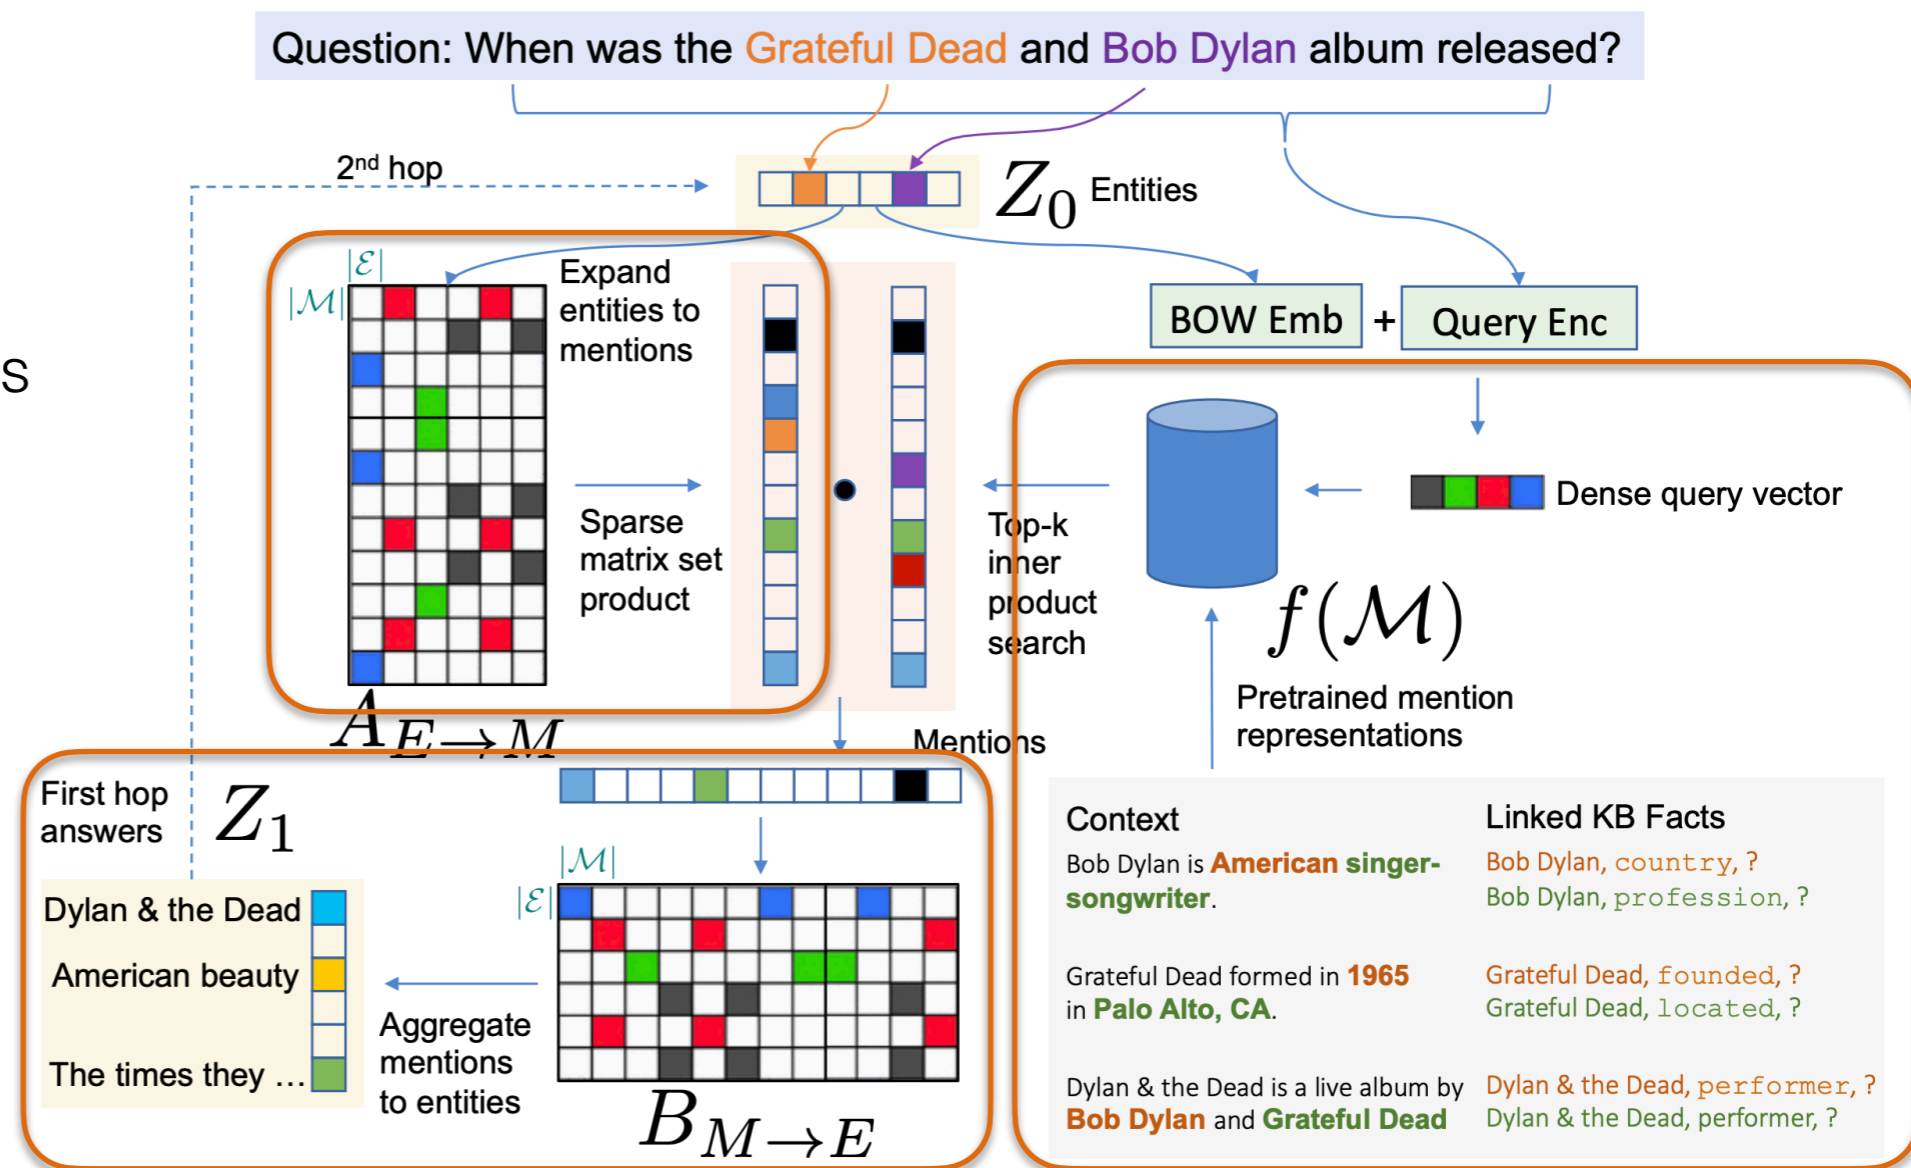 Question: When was the Grateful Dead and Bob Dylan album released?
2nd hop
Z0 Entities
|ℰ|
|ℳ|
Expand
entities to
mentions
BOW Emb + Query Enc
s
Sparse
matrix set
product
Top-k
inner
product
search
Dense query vector
f(ℳ)
Pretrained mention
representations
A E→M
Mentions
First hop
answers
Z1
|ℳ|
|ℰ|
Dylan & the Dead
American beauty
The times they ...
Aggregate
mentions
to entities
B M→E
Context
Bob Dylan is American singer-
songwriter.
Grateful Dead formed in 1965
in Palo Alto, CA.
Dylan & the Dead is a live album by
Bob Dylan and Grateful Dead
Linked KB Facts
Bob Dylan, country, ?
Bob Dylan, profession, ?
Grateful Dead, founded, ?
Grateful Dead, located, ?
Dylan & the Dead, performer, ?
Dylan & the Dead, performer, ?